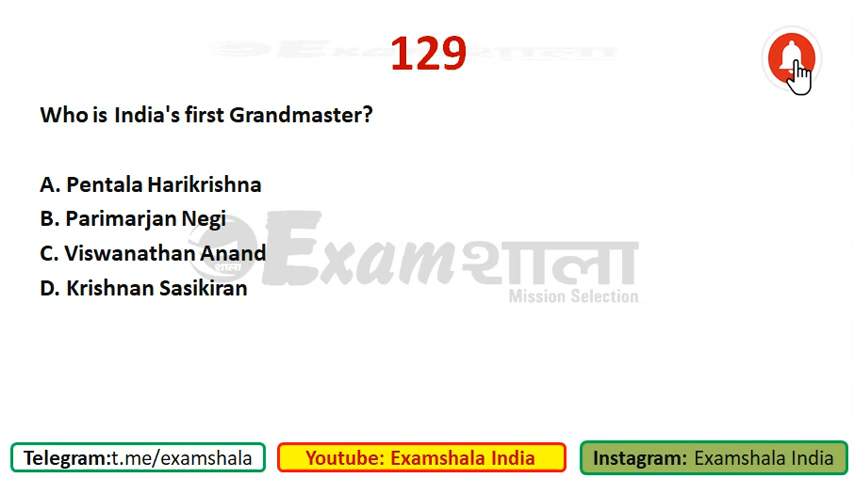 129
Who is India's first Grandmaster?
A. Pentala Harikrishna
B. Parimarjan Negi
C. Viswanathan Anand
D. Krishnan Sasikiran
Examशाला
शाला
Mission Selection
Telegram:t.me/examshala
Youtube: Examshala India
Instagram: Examshala India